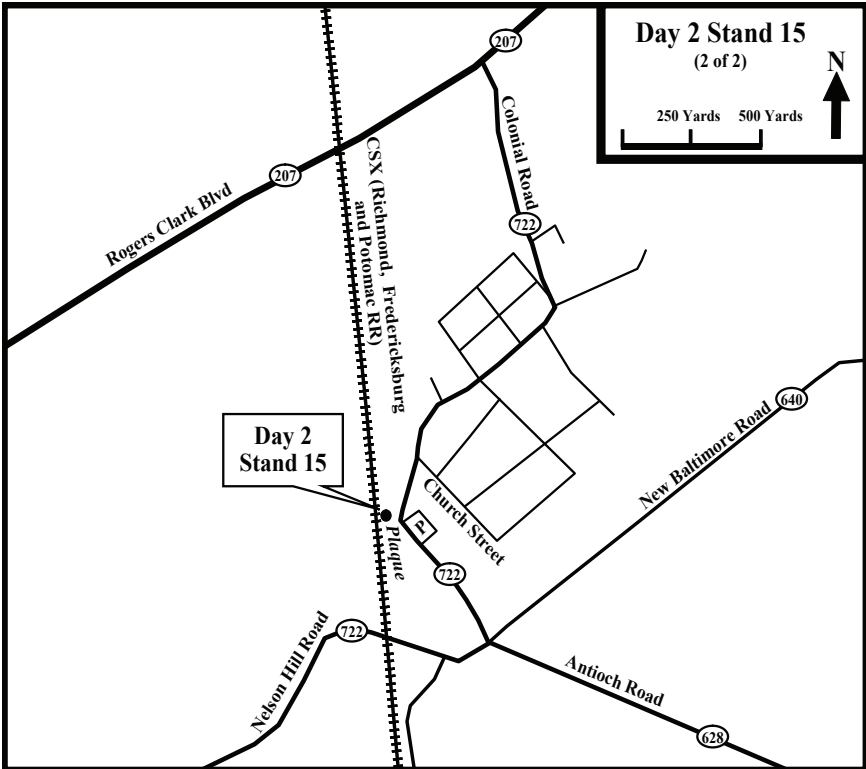 Day 2 Stand 15
(2 of 2)
N
250 Yards 500 Yards
207
Colonial Road
207
Rogers Clark Blvd
CSX (Richmond, Fredericksburg
and Potomac RR)
722
640
New Baltimore Road
Day 2
Stand 15
Church Street
P
Plaque
722
722
Nelson Hill Road
Antioch Road
628